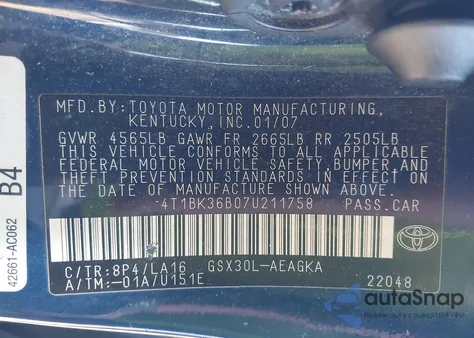 MFD. BY: TOYOTA MOTOR MANUFACTURING,
KENTUCKY, INC. 01/07
GVWR 4565LB GAWR FR 2665LB RR 2505LB
THIS VEHICLE CONFORMS TO ALL APPLICABLE
FEDERAL MOTOR VEHICLE SAFETY, BUMPER, AND
THEFT PREVENTION STANDARDS IN EFFECT ON
THE DATE OF MANUFACTURE SHOWN ABOVE.
4T1BK36B07U211758 PASS.CAR
C/TR: 8P4/LA16 GSX30L-AEAGKA
A/TM: -01A/U151E 22048
TOYOTA
42661-AC062
B4
autoSnap